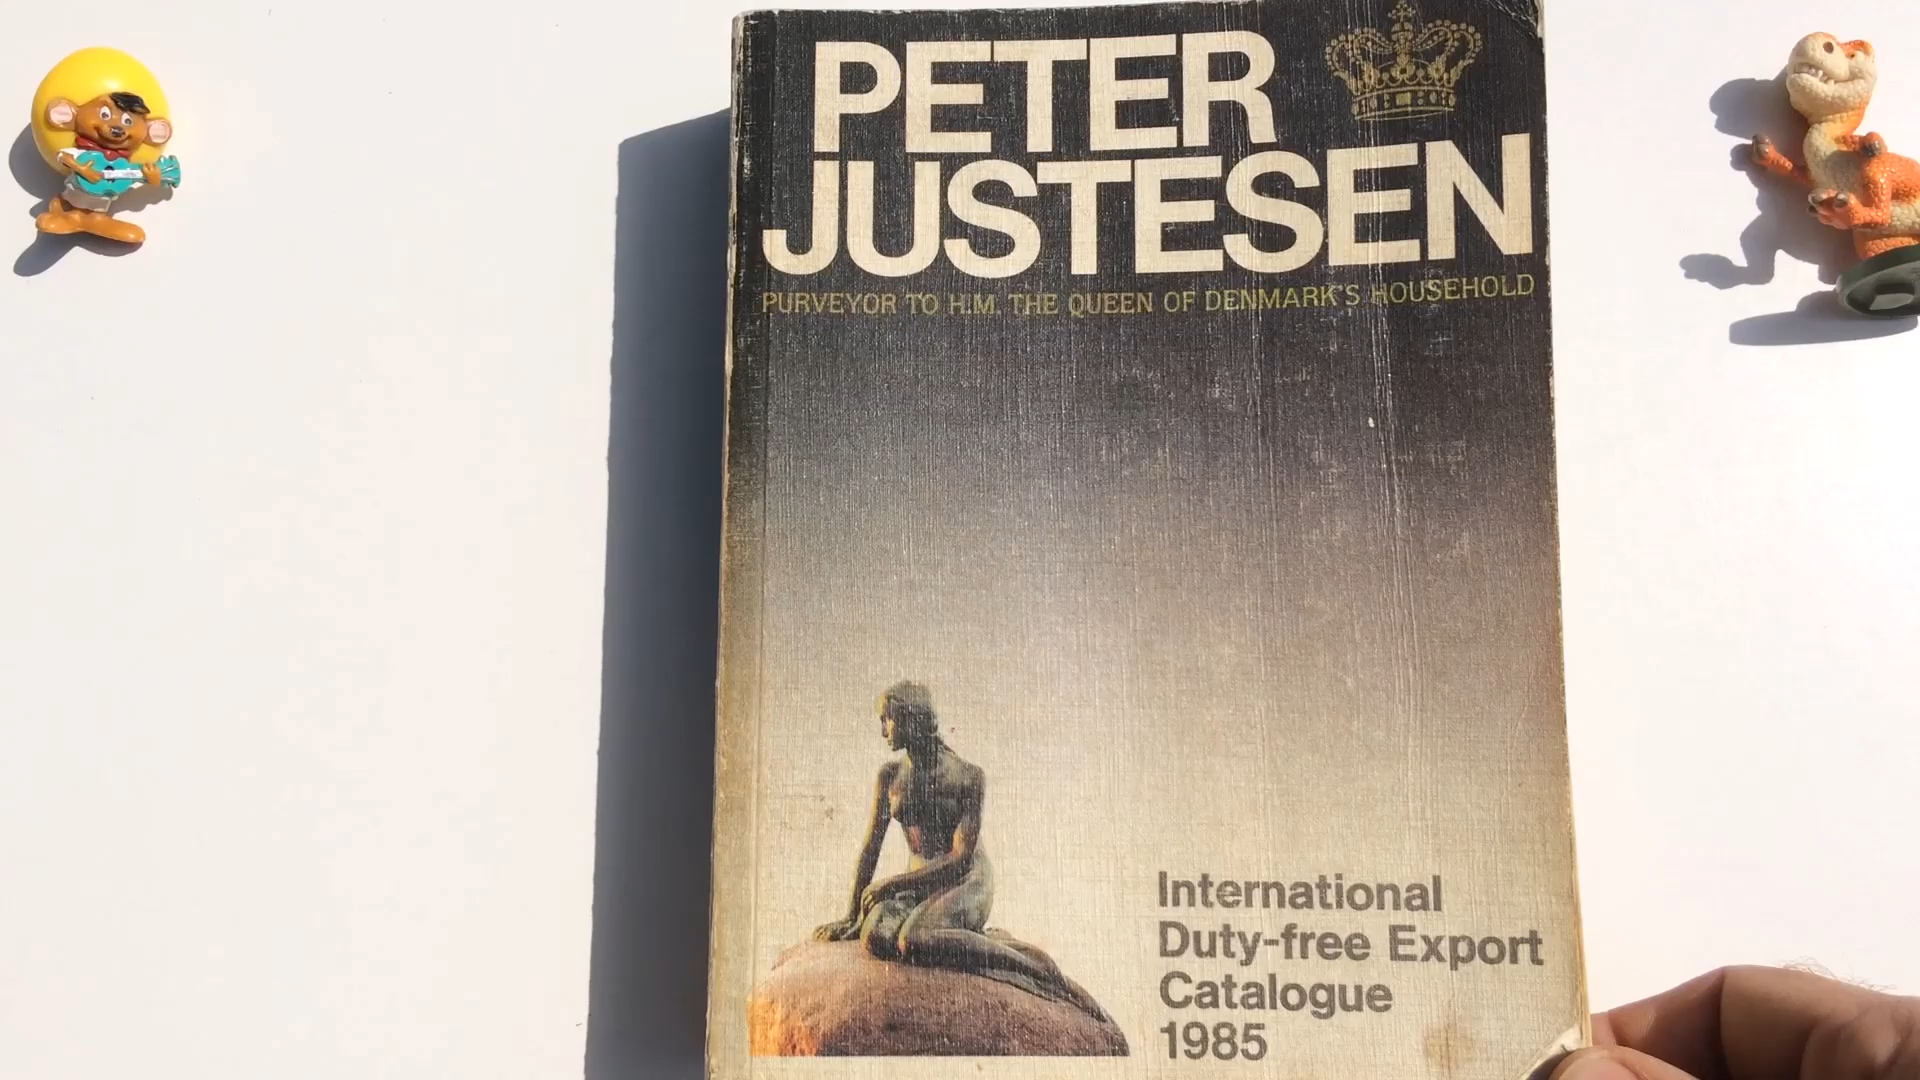 PETER
JUSTESEN
PURVEYOR TO H.M. THE QUEEN OF DENMARK'S HOUSEHOLD
International
Duty-free Export
Catalogue
1985